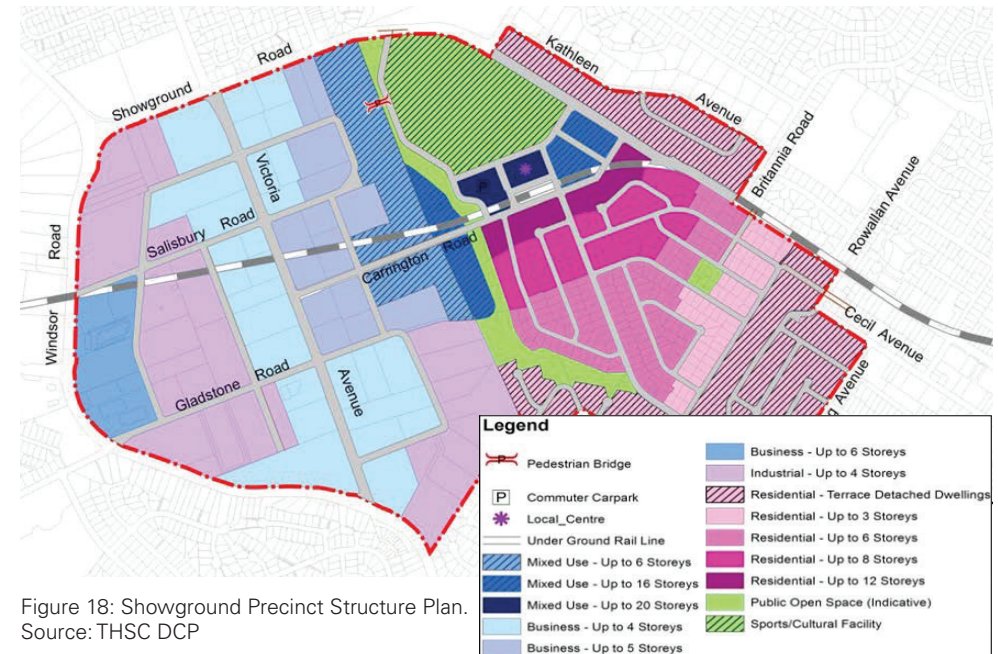 Showground Road
Kathleen Avenue
Britannia Road
Rowallan Avenue
Victoria Avenue
Salisbury Road
Carrington Road
Windsor Road
Gladstone Road
Cecil Avenue
P
P
Avenue
Legend
P Pedestrian Bridge
P Commuter Carpark
Local_Centre
Under Ground Rail Line
Mixed Use - Up to 6 Storeys
Mixed Use - Up to 16 Storeys
Mixed Use - Up to 20 Storeys
Business - Up to 4 Storeys
Business - Up to 5 Storeys
Business - Up to 6 Storeys
Industrial - Up to 4 Storeys
Residential - Terrace Detached Dwellings
Residential - Up to 3 Storeys
Residential - Up to 6 Storeys
Residential - Up to 8 Storeys
Residential - Up to 12 Storeys
Public Open Space (Indicative)
Sports/Cultural Facility
Figure 18: Showground Precinct Structure Plan.
Source: THSC DCP